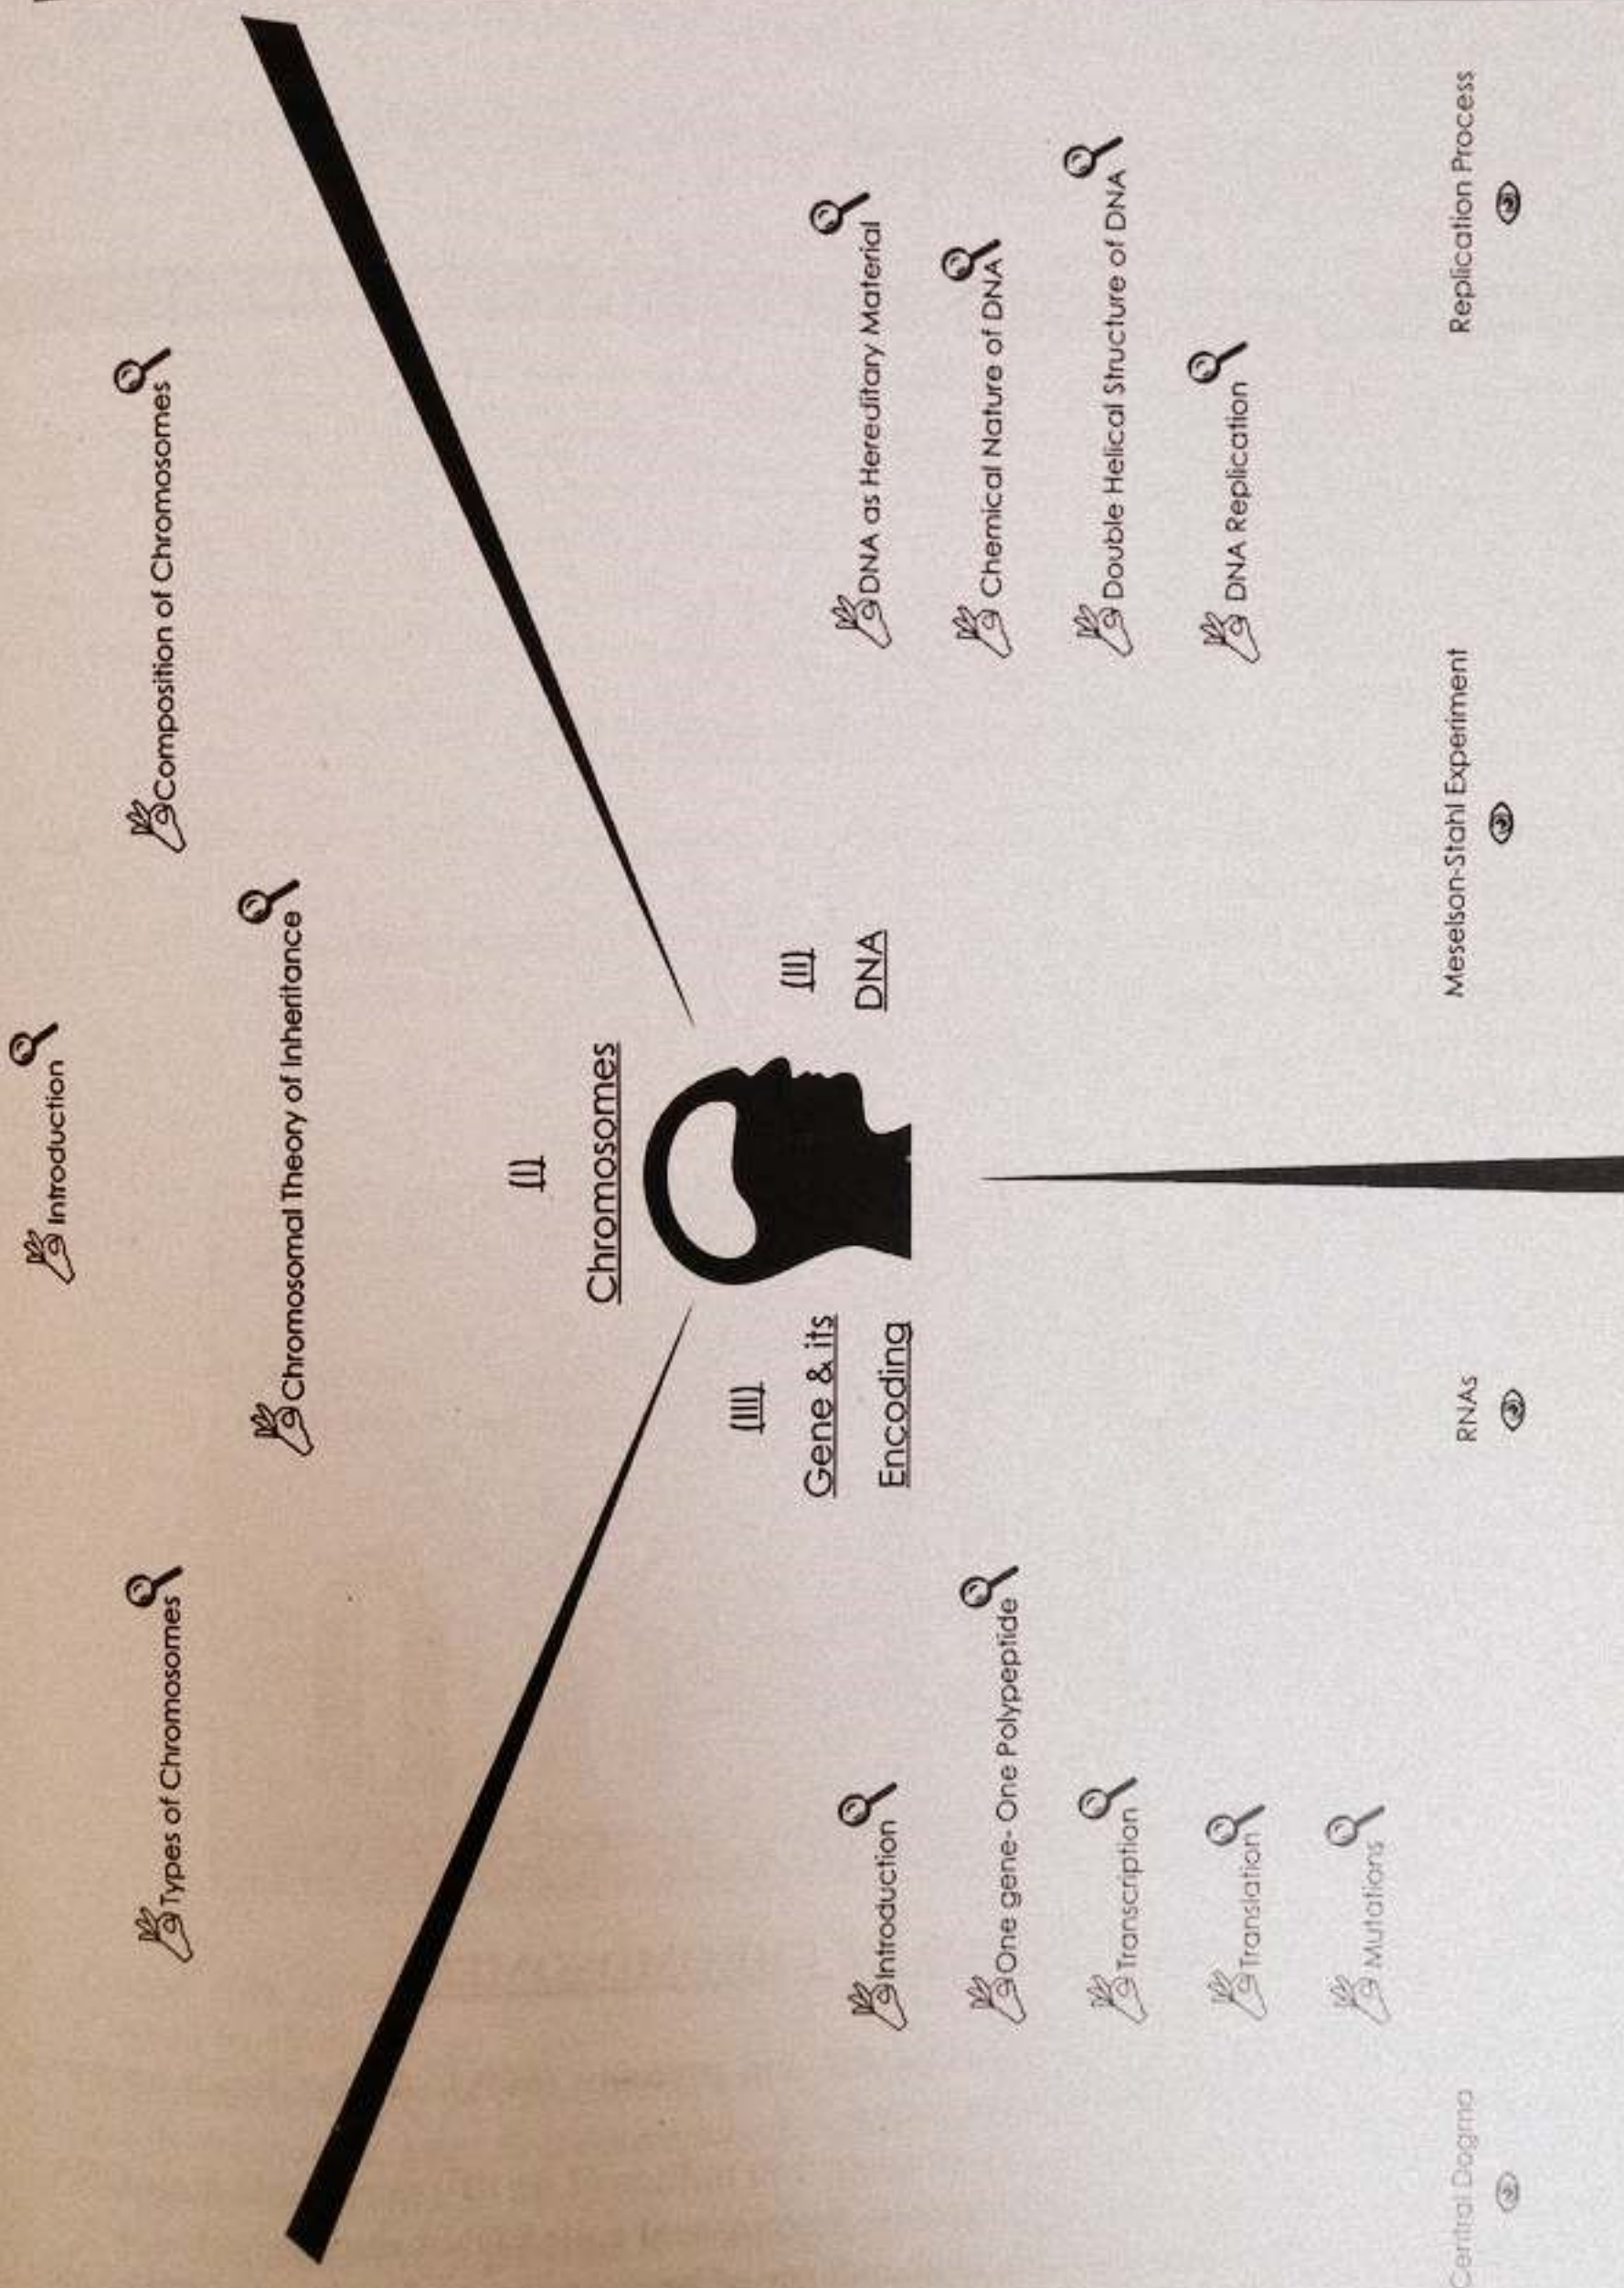 Introduction
Types of Chromosomes
Composition of Chromosomes
Chromosomal Theory of Inheritance
(I)
Chromosomes
(II)
DNA
DNA as Hereditary Material
Chemical Nature of DNA
Double Helical Structure of DNA
DNA Replication
Meselson-Stahl Experiment
Replication Process
(III)
Gene & its
Encoding
Introduction
One gene- One Polypeptide
Transcription
Translation
Mutations
Central Dogma
RNAs